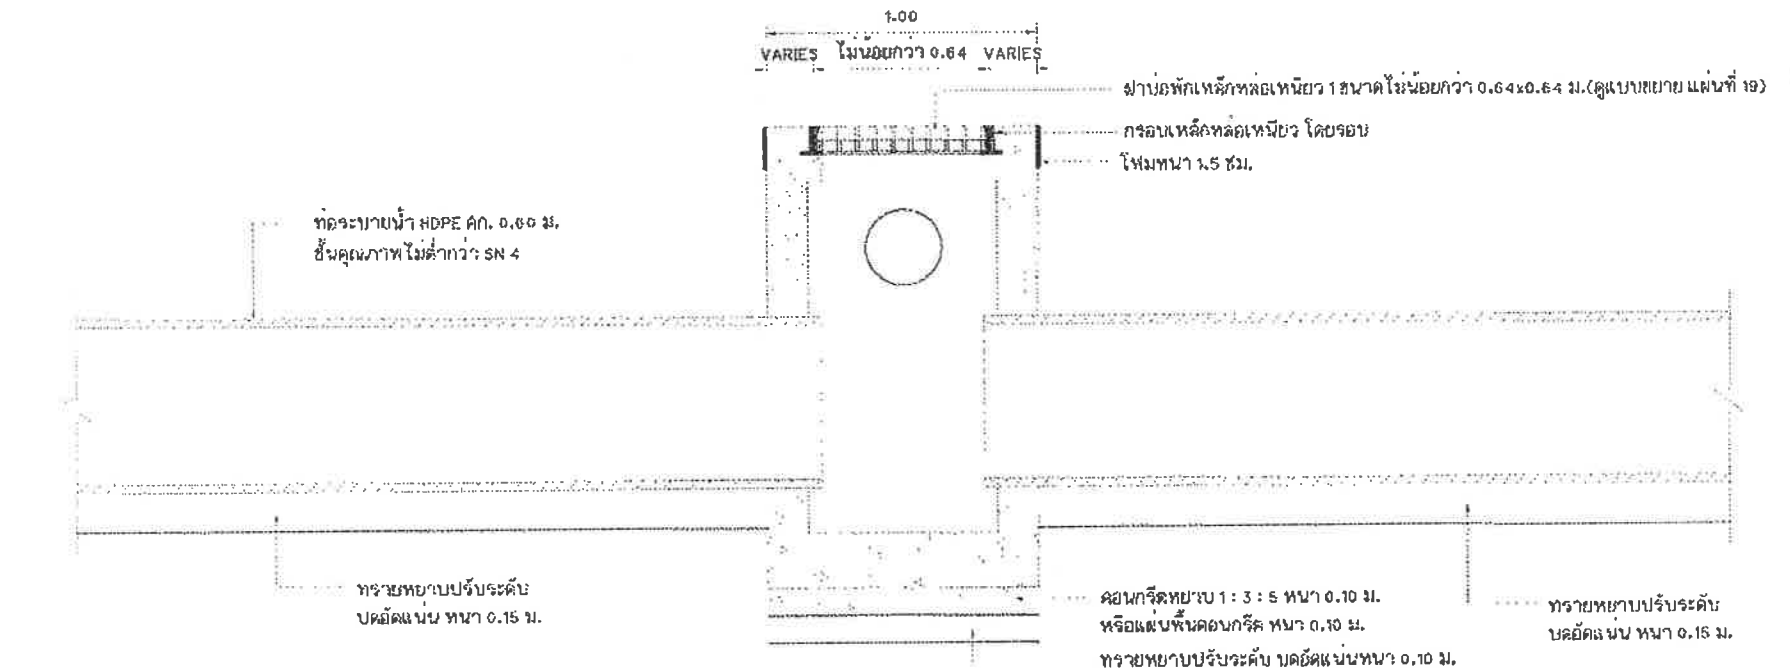 1.00
VARIES ไม่น้อยกว่า 0.64 VARIES
ฝาบ่อพักเหล็กหล่อเหนียว 1 ขนาดไม่น้อยกว่า 0.64x0.64 ม.(ดูแบบขยาย แผ่นที่ 19)
กรอบเหล็กหล่อเหนียว โดยรอบ
โฟมหนา 1.5 ซม.
ท่อระบายน้ำ HDPE ศก. 0.60 ม.
ชั้นคุณภาพไม่ต่ำกว่า SN 4
ทรายหยาบปรับระดับ
บดอัดแน่น หนา 0.15 ม.
คอนกรีตหยาบ 1 : 3 : 5 หนา 0.10 ม.
หรือแผ่นพื้นคอนกรีต หนา 0.10 ม.
ทรายหยาบปรับระดับ บดอัดแน่นหนา 0.10 ม.
ทรายหยาบปรับระดับ
บดอัดแน่น หนา 0.15 ม.